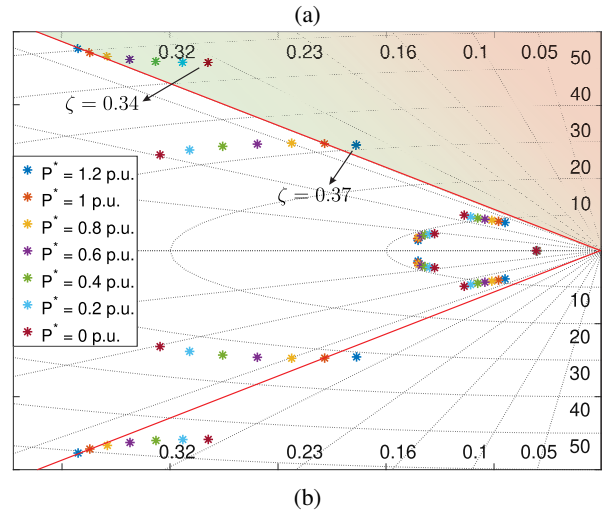 (a)
0.32 0.23 0.16 0.1 0.05 50
40
ζ = 0.34
30
20
ζ = 0.37
10
P* = 1.2 p.u.
P* = 1 p.u.
P* = 0.8 p.u.
P* = 0.6 p.u.
P* = 0.4 p.u.
P* = 0.2 p.u.
P* = 0 p.u.
10
20
30
40
0.32 0.23 0.16 0.1 0.05 50
(b)